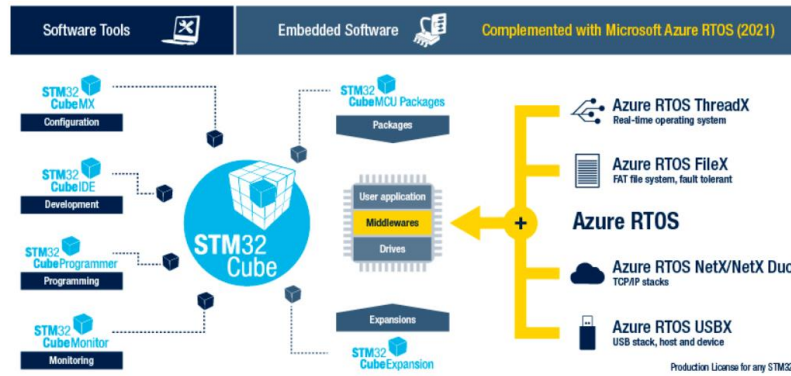 Software Tools
Embedded Software
Complemented with Microsoft Azure RTOS (2021)
STM32
CubeMX
Configuration
STM32
CubeIDE
Development
STM32
CubeProgrammer
Programming
STM32
CubeMonitor
Monitoring
STM32
Cube
STM32
CubeMCU Packages
Packages
User application
Middlewares
Drives
Expansions
STM32
CubeExpansion
+
Azure RTOS ThreadX
Real-time operating system
Azure RTOS FileX
FAT file system, fault tolerant
Azure RTOS
Azure RTOS NetX/NetX Duo
TCP/IP stacks
Azure RTOS USBX
USB stack, host and device
Production License for any STM32